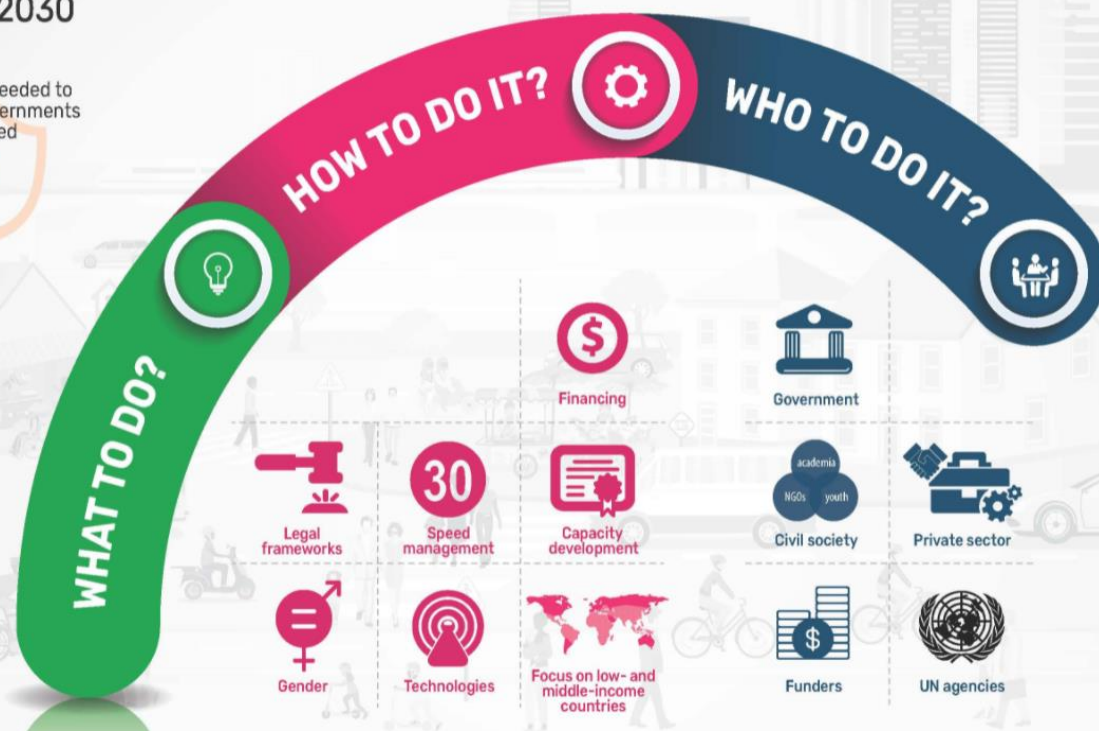 2030
eeded to
ernments
ed
WHAT TO DO?
HOW TO DO IT?
WHO TO DO IT?
$
Financing
Government
Legal
frameworks
30
Speed
management
Capacity
development
academia
NGOs youth
Civil society
Private sector
Gender
Technologies
Focus on low- and
middle-income
countries
$
Funders
UN agencies